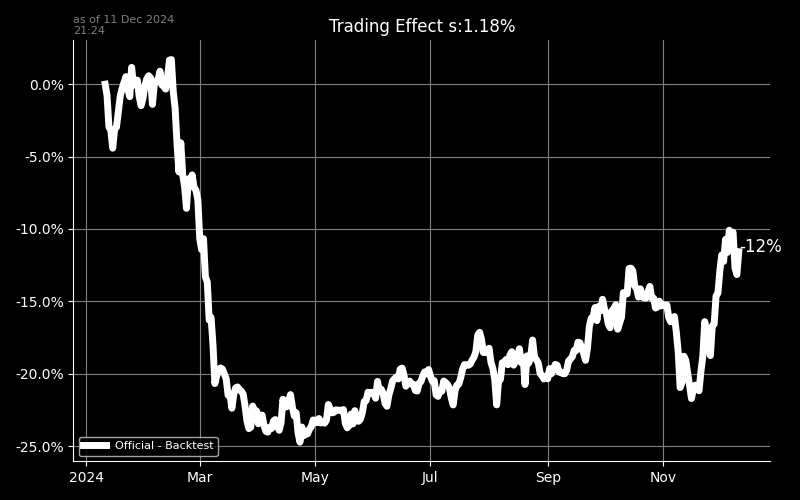 as of 11 Dec 2024
21:24
Trading Effect s:1.18%
0.0%
-5.0%
-10.0%
-12%
-15.0%
-20.0%
-25.0%
Official - Backtest
2024 Mar May Jul Sep Nov